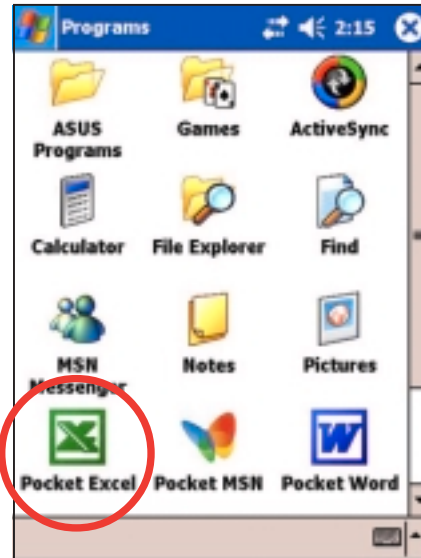 Programs 2:15
ASUS Programs Games ActiveSync
Calculator File Explorer Find
MSN Messenger Notes Pictures
Pocket Excel Pocket MSN Pocket Word